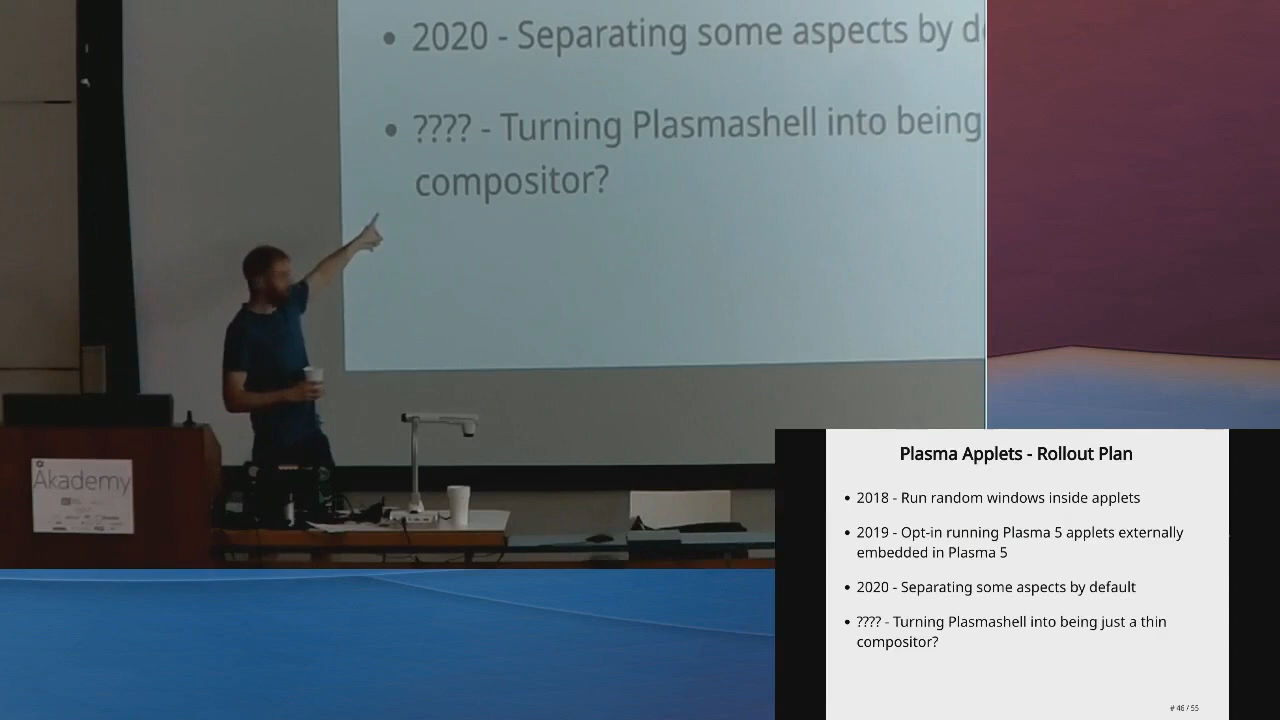 • 2020 - Separating some aspects by de
• ???? - Turning Plasmashell into being
compositor?
Akademy
Plasma Applets - Rollout Plan
• 2018 - Run random windows inside applets
• 2019 - Opt-in running Plasma 5 applets externally
embedded in Plasma 5
• 2020 - Separating some aspects by default
• ???? - Turning Plasmashell into being just a thin
compositor?
# 46 / 55